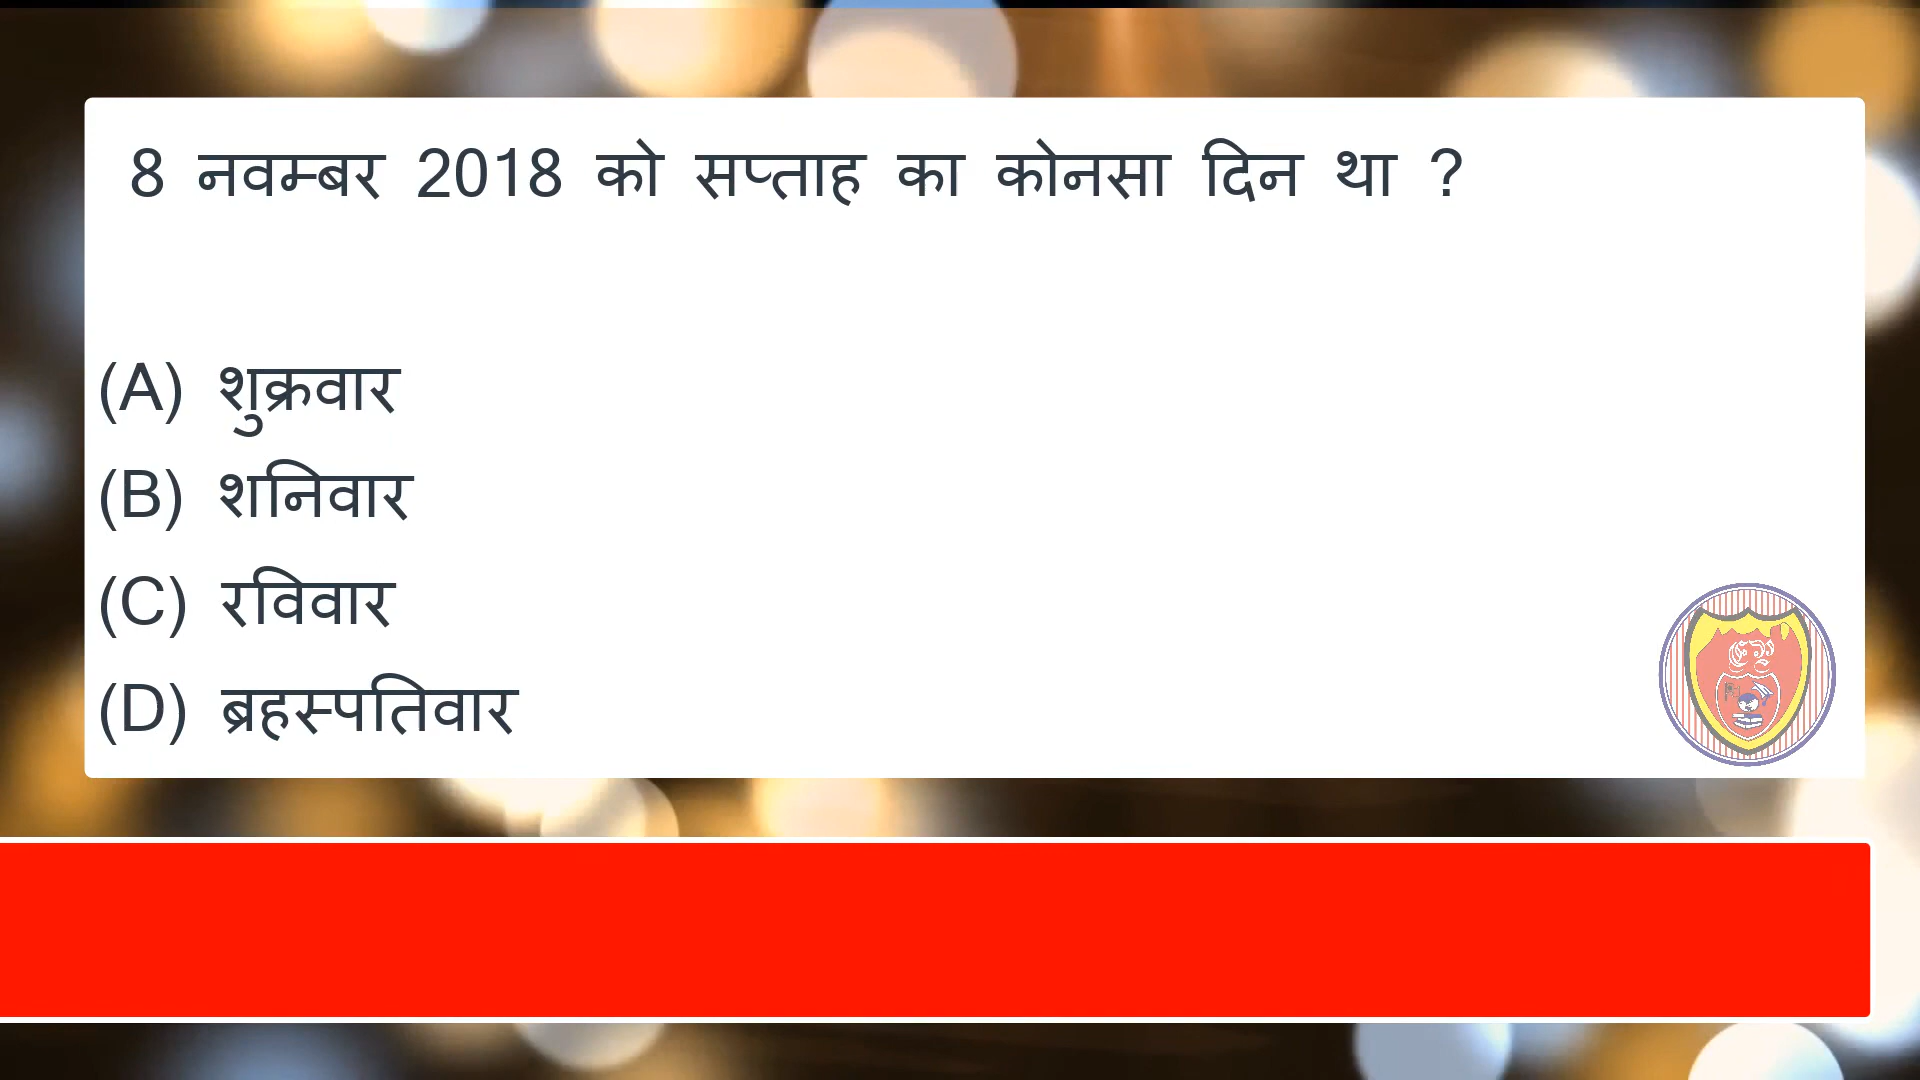 8 नवम्बर 2018 को सप्ताह का कोनसा दिन था ?
(A) शुक्रवार
(B) शनिवार
(C) रविवार
(D) ब्रहस्पतिवार